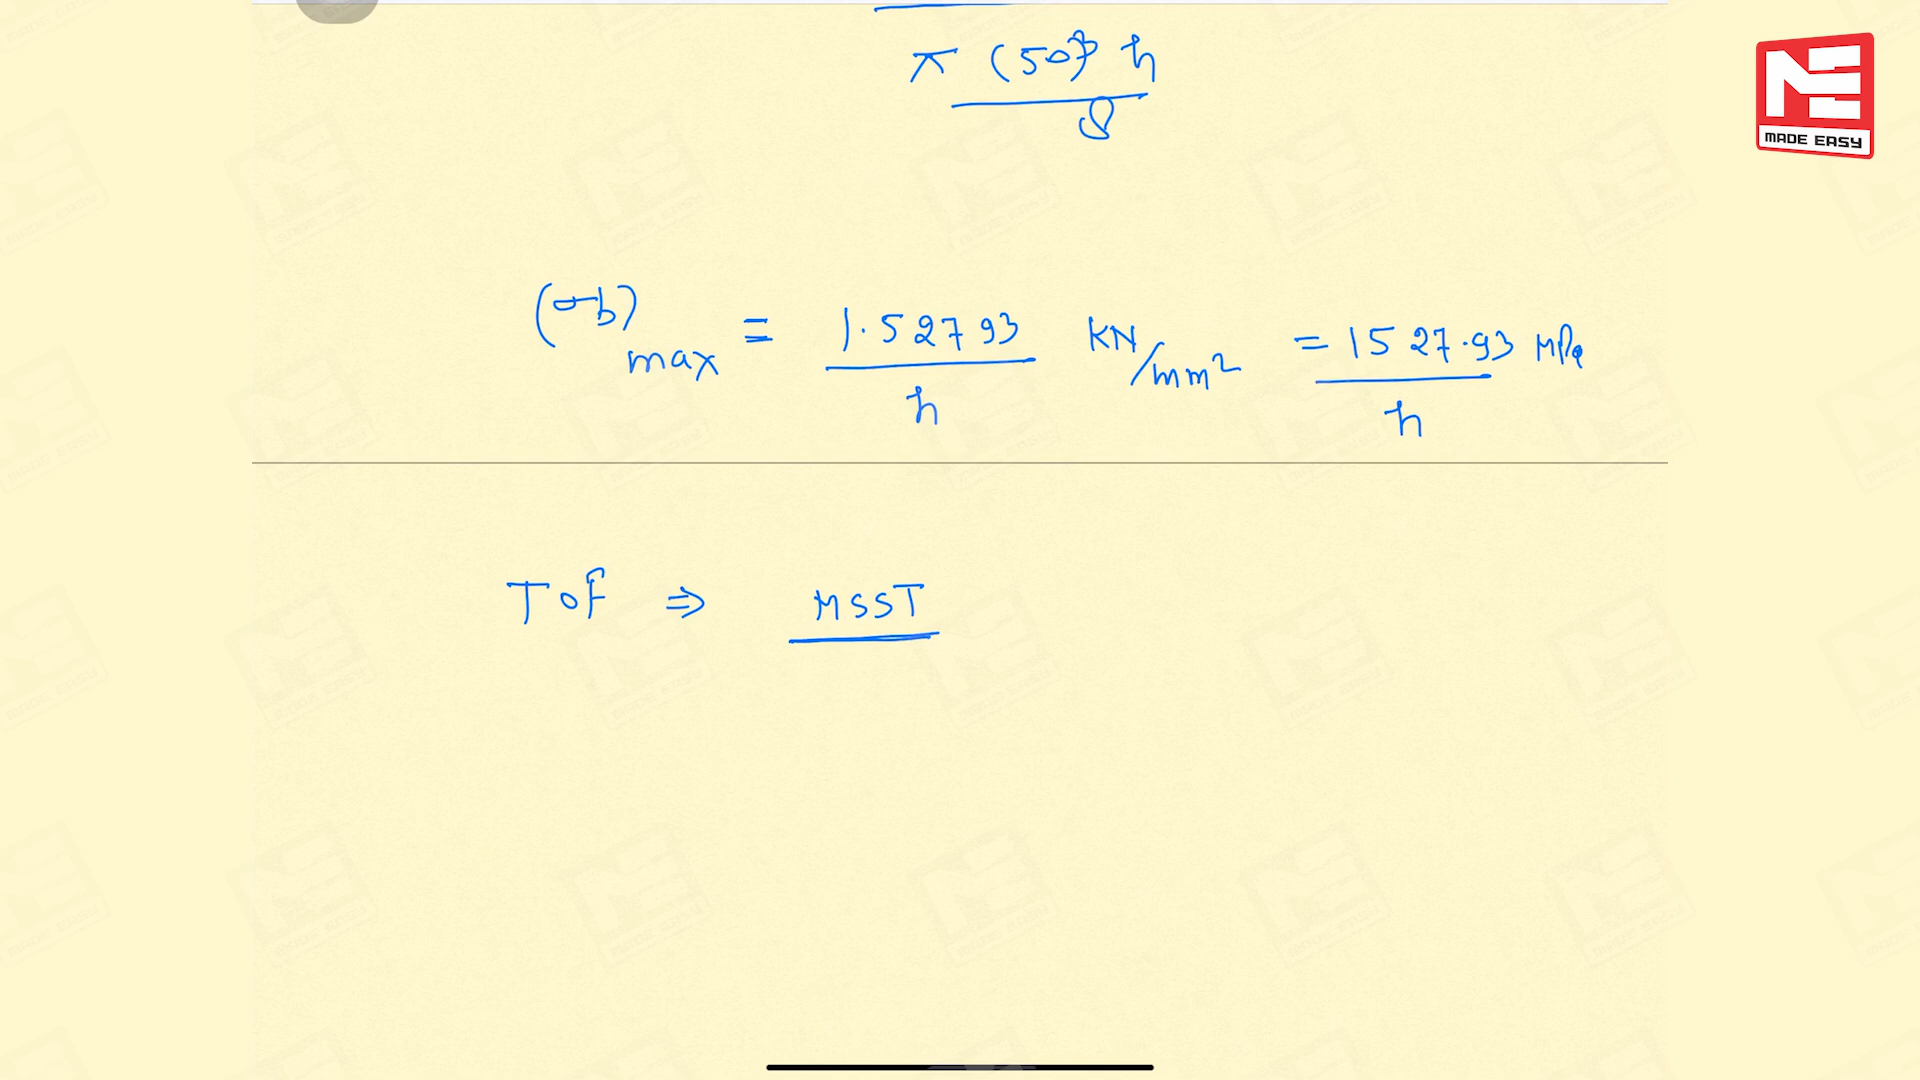 π (50)³ h
8
MADE EASY
(σb)max = 1.52793 / h KN/mm² = 1527.93 / h MPa
TOF ⇒ MSST